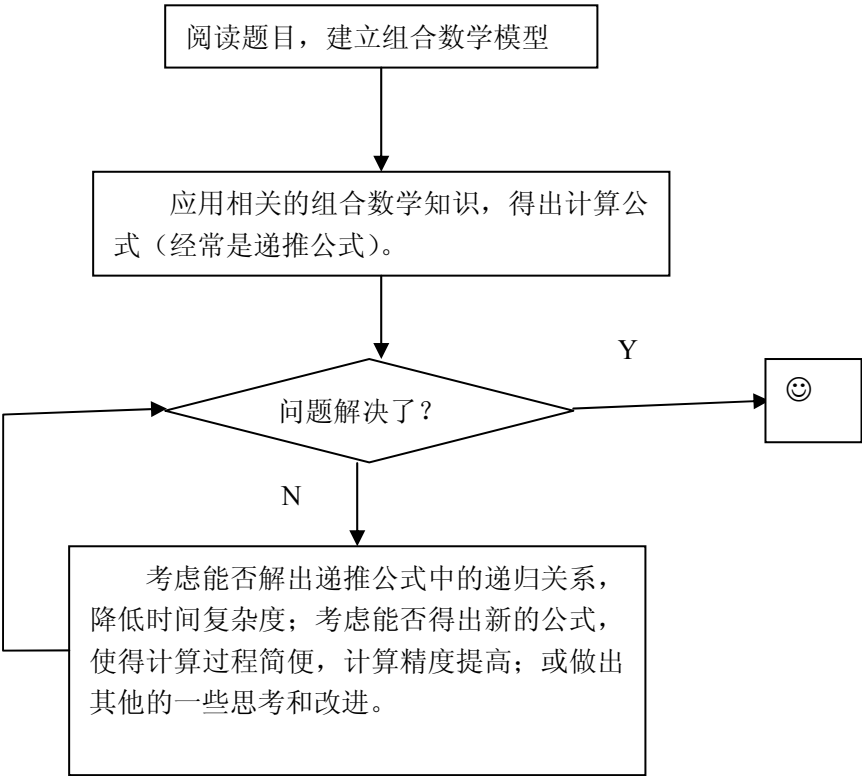 阅读题目，建立组合数学模型
应用相关的组合数学知识，得出计算公
式（经常是递推公式）。
Y
☺
问题解决了？
N
考虑能否解出递推公式中的递归关系，
降低时间复杂度；考虑能否得出新的公式，
使得计算过程简便，计算精度提高；或做出
其他的一些思考和改进。